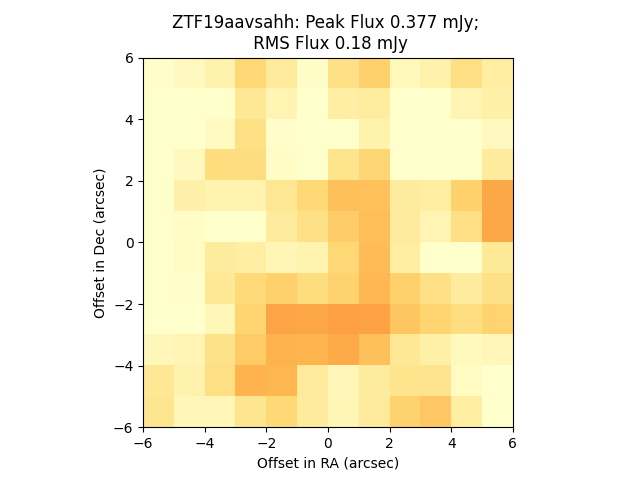 ZTF19aavsahh: Peak Flux 0.377 mJy;
RMS Flux 0.18 mJy
6
4
2
0
−2
−4
−6
Offset in Dec (arcsec)
−6 −4 −2 0 2 4 6
Offset in RA (arcsec)